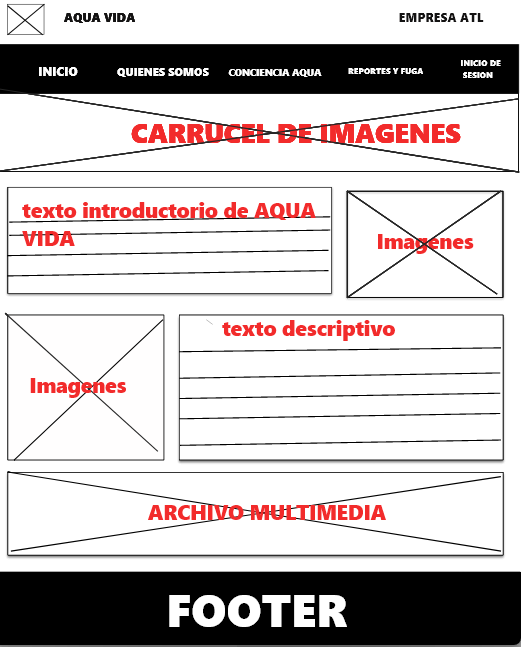 AQUA VIDA
EMPRESA ATL
INICIO
QUIENES SOMOS
CONCIENCIA AQUA
REPORTES Y FUGA
INICIO DE
SESION
CARRUCEL DE IMAGENES
texto introductorio de AQUA
VIDA
Imagenes
texto descriptivo
Imagenes
ARCHIVO MULTIMEDIA
FOOTER